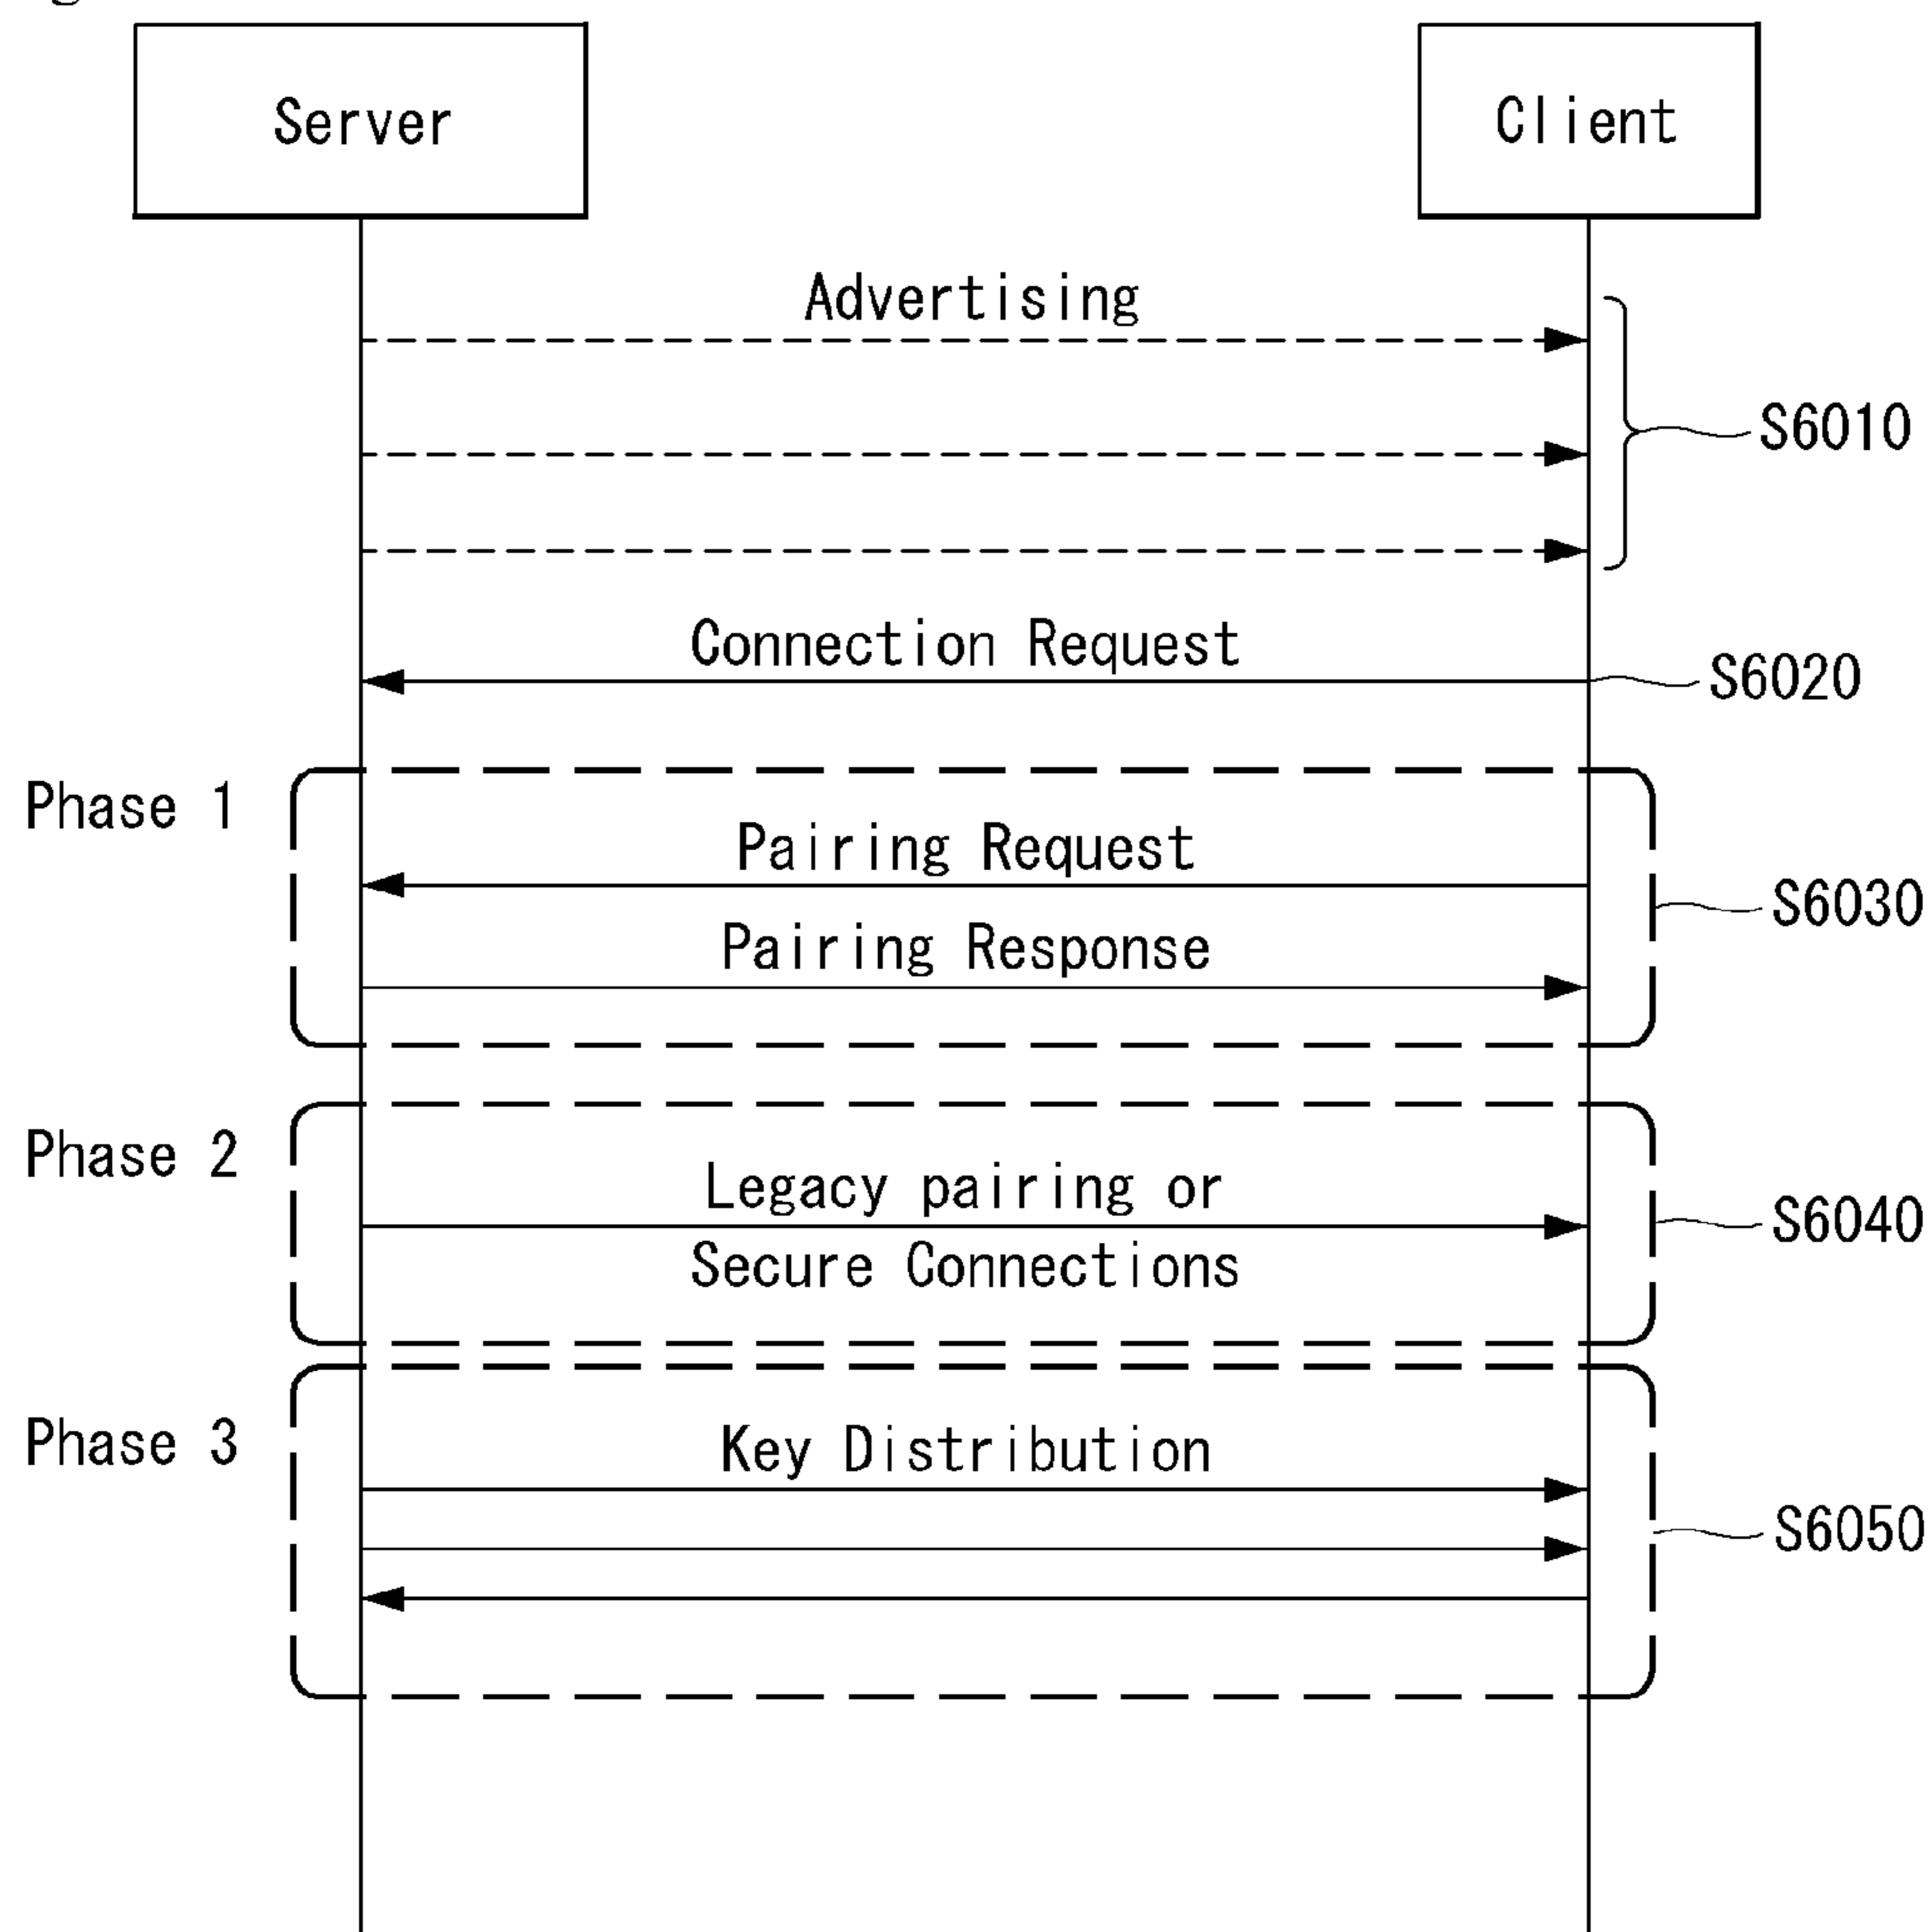 Server
Client
Advertising
S6010
Connection Request
S6020
Phase 1
Pairing Request
S6030
Pairing Response
Phase 2
Legacy pairing or
S6040
Secure Connections
Phase 3
Key Distribution
S6050